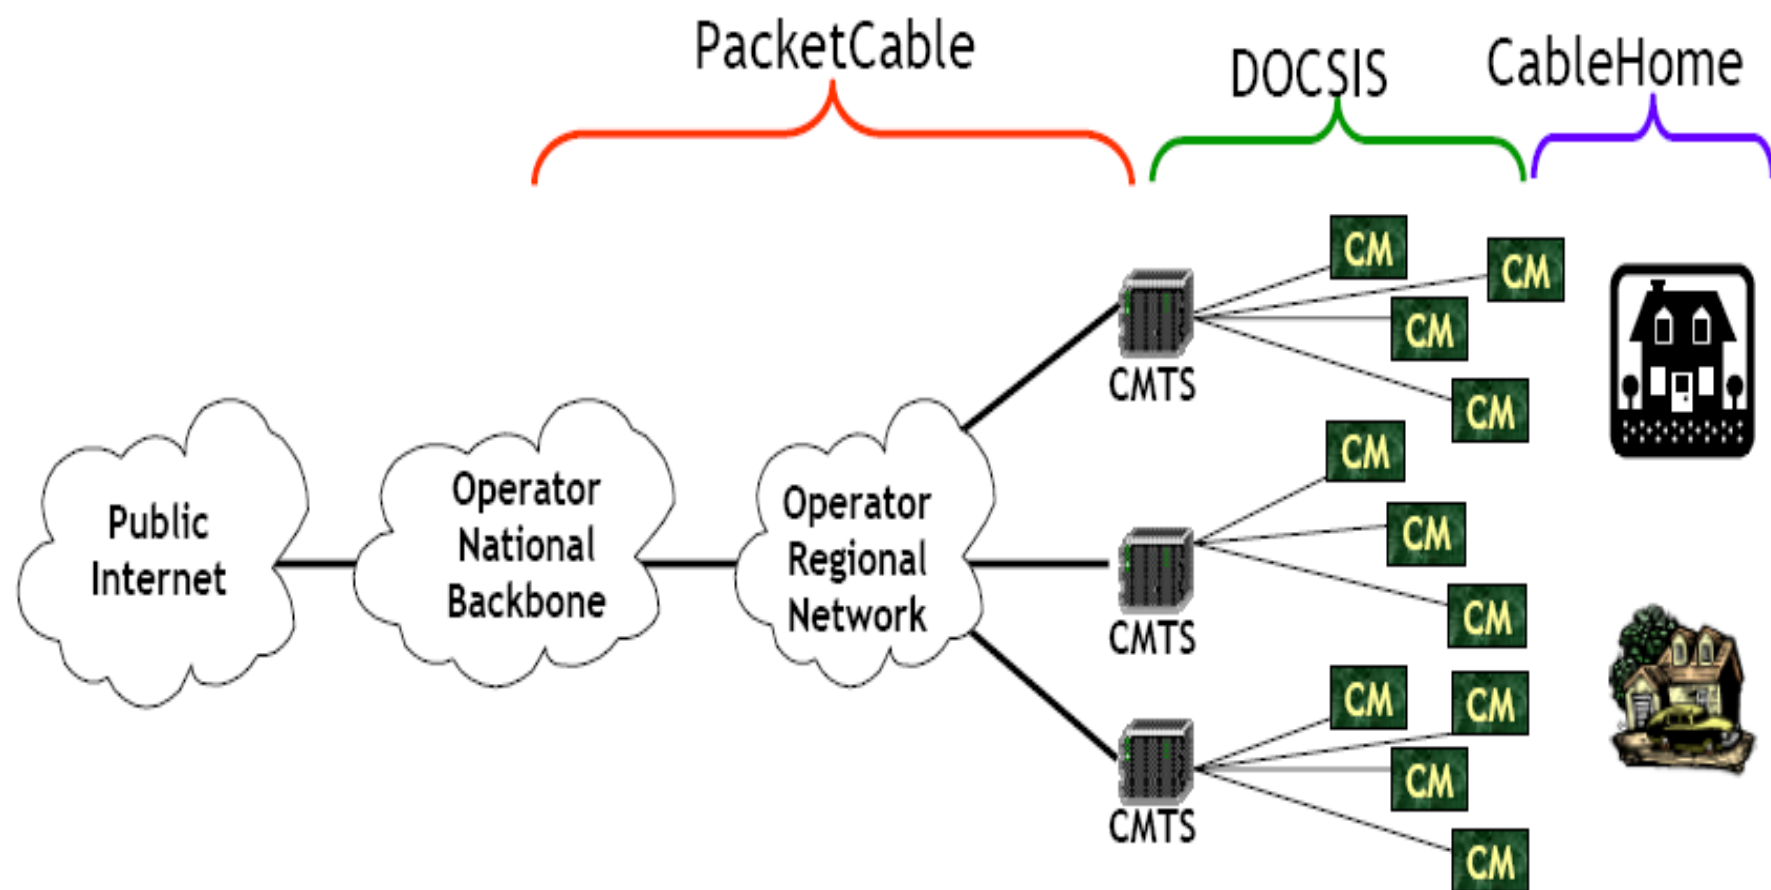 PacketCable
DOCSIS
CableHome
CM
CM
CM
CMTS
CM
CM
Public
Internet
Operator
National
Backbone
Operator
Regional
Network
CM
CMTS
CM
CM
CM
CM
CMTS
CM